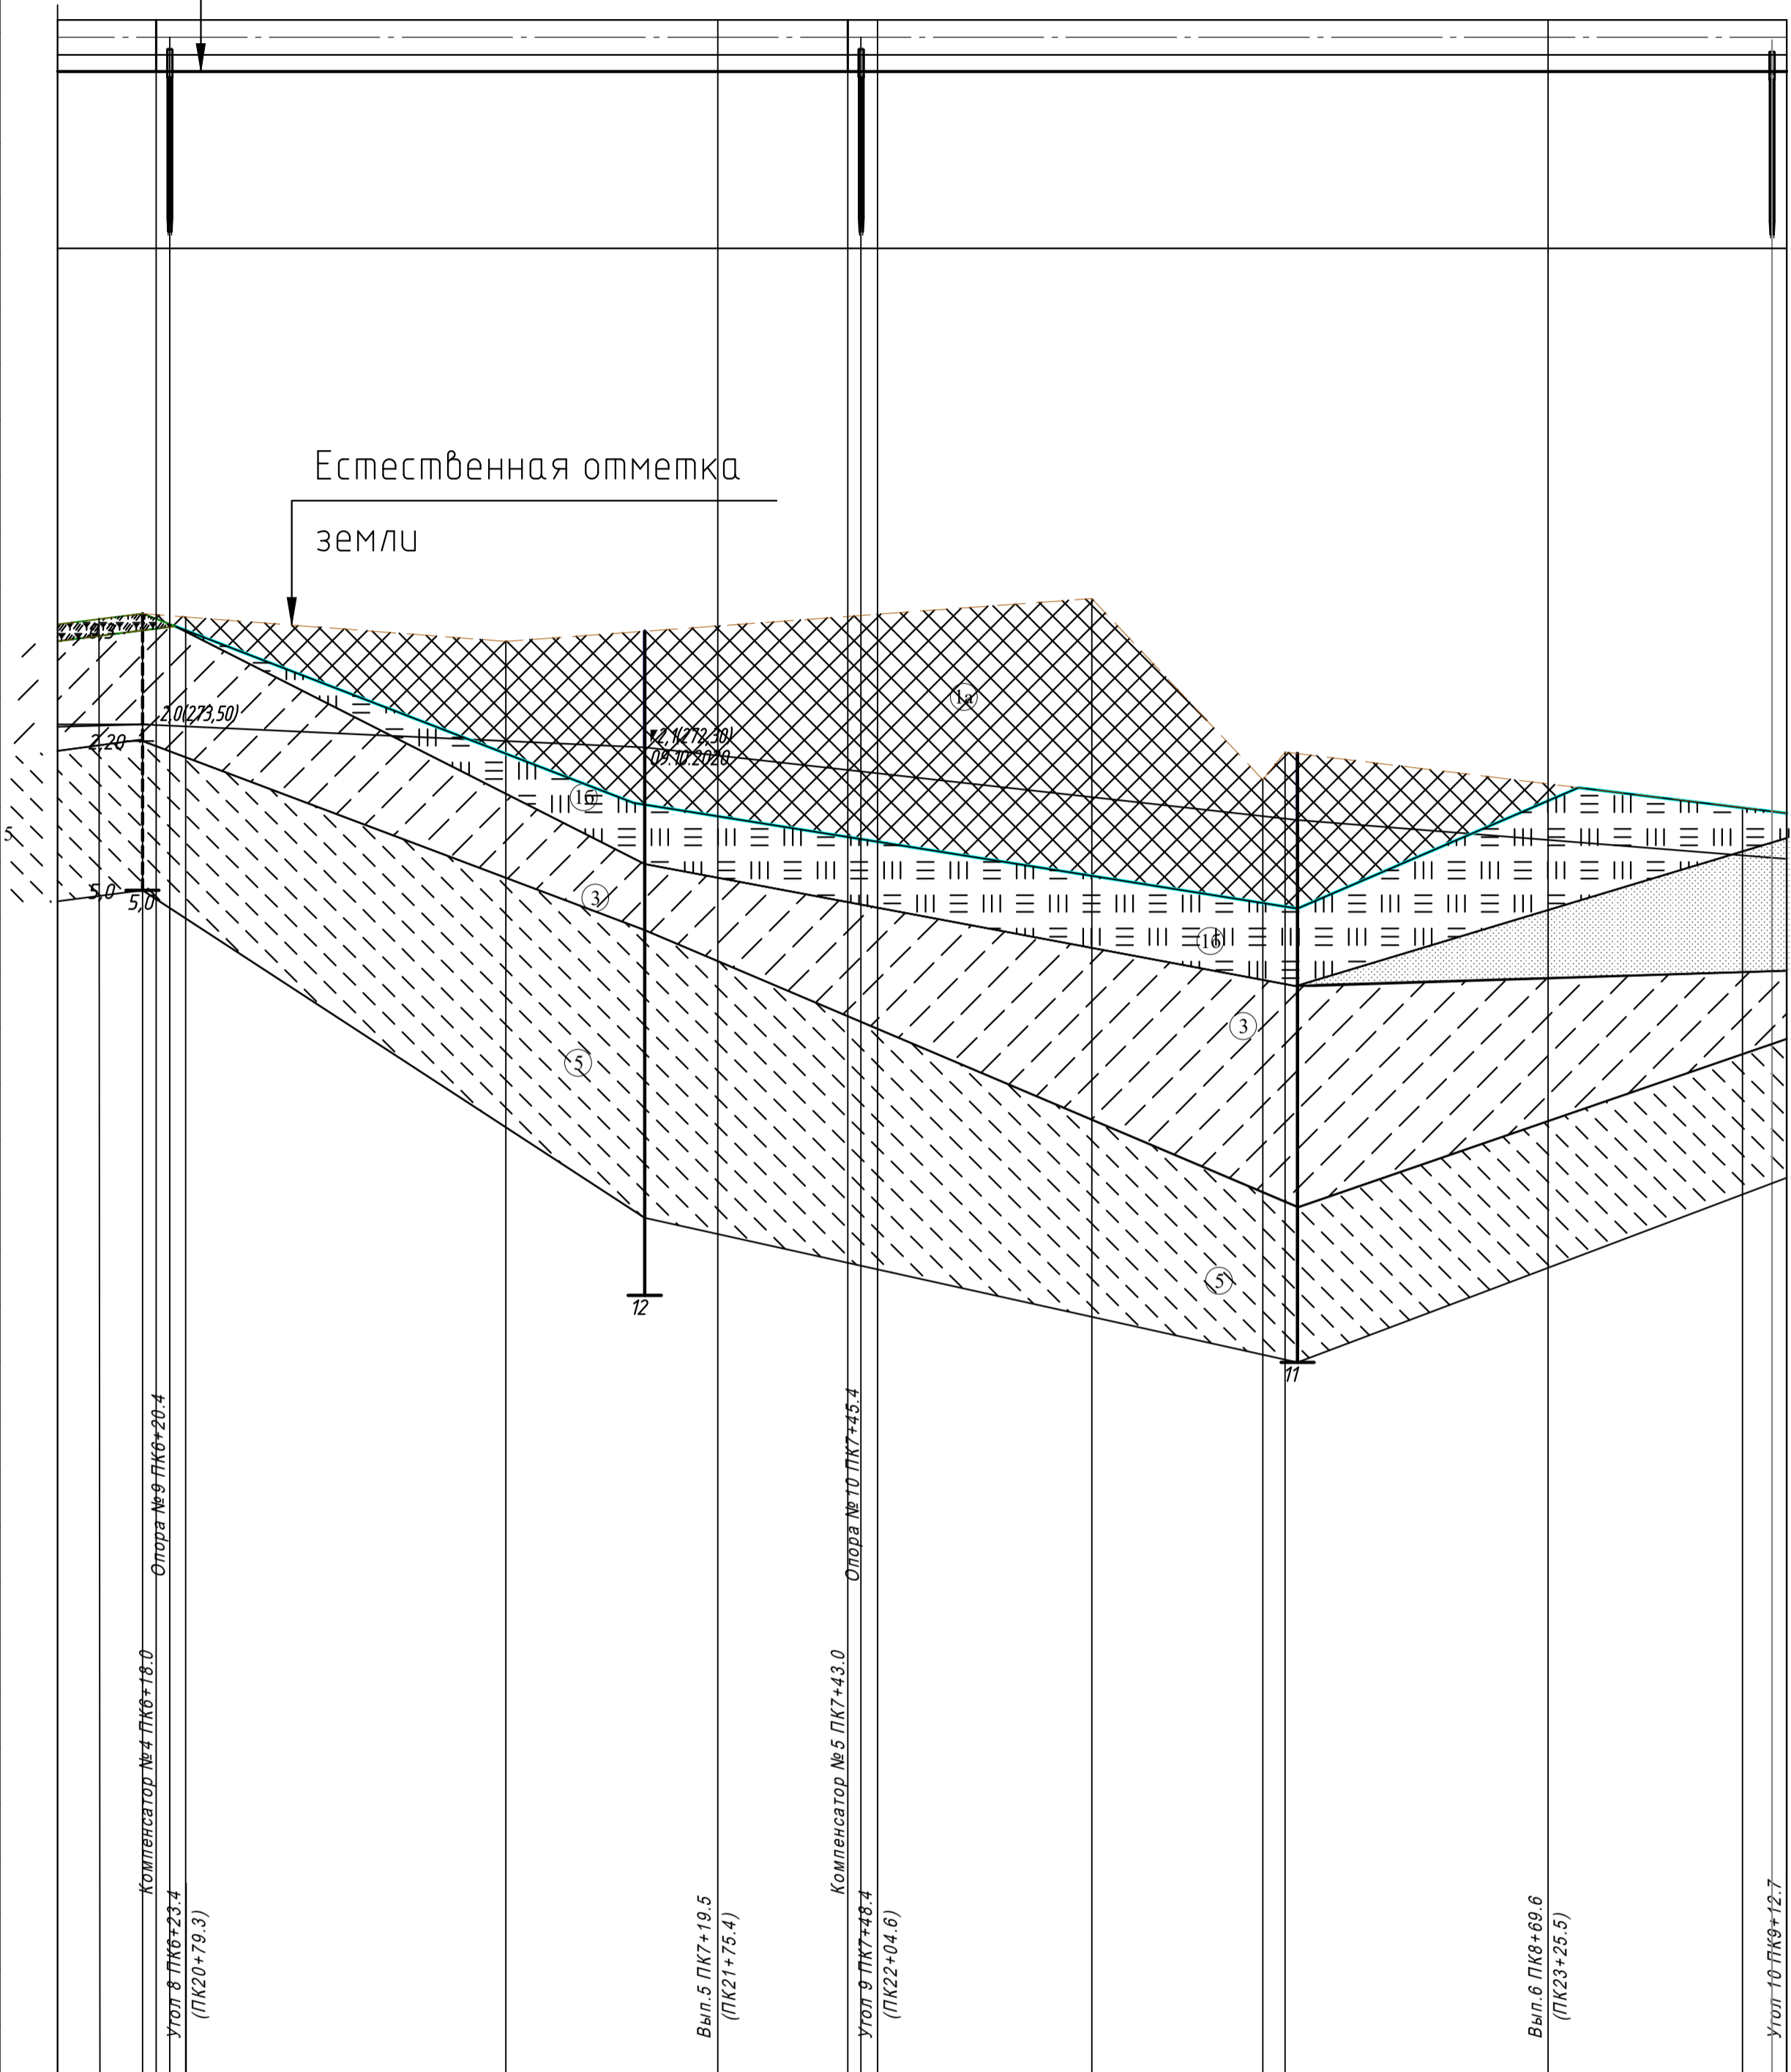 Естественная отметка
земли
0,3
2,0(273,50)
2,20
2,1(272,30)
09.10.2020
1а
1б
5
3
5,0
5,0
1б
3
5
5
12
11
Опора №9 ПК6+20.4
Опора №10 ПК7+45.4
Компенсатор №4 ПК6+18.0
Компенсатор №5 ПК7+43.0
Угол 8 ПК6+23.4
(ПК20+79.3)
Вып.5 ПК7+19.5
(ПК21+75.4)
Угол 9 ПК7+48.4
(ПК22+04.6)
Вып.6 ПК8+69.6
(ПК23+25.5)
Угол 10 ПК9+12.7